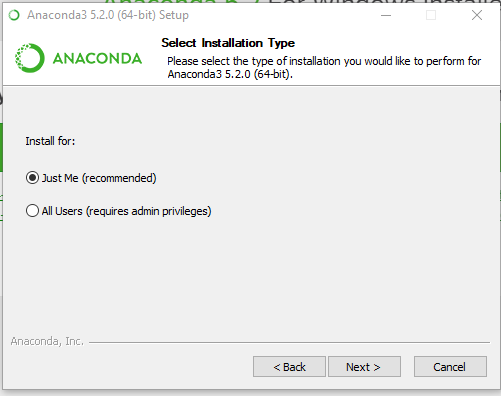 Anaconda3 5.2.0 (64-bit) Setup
ANACONDA
Select Installation Type
Please select the type of installation you would like to perform for
Anaconda3 5.2.0 (64-bit).
Install for:
Just Me (recommended)
All Users (requires admin privileges)
Anaconda, Inc.
< Back
Next >
Cancel